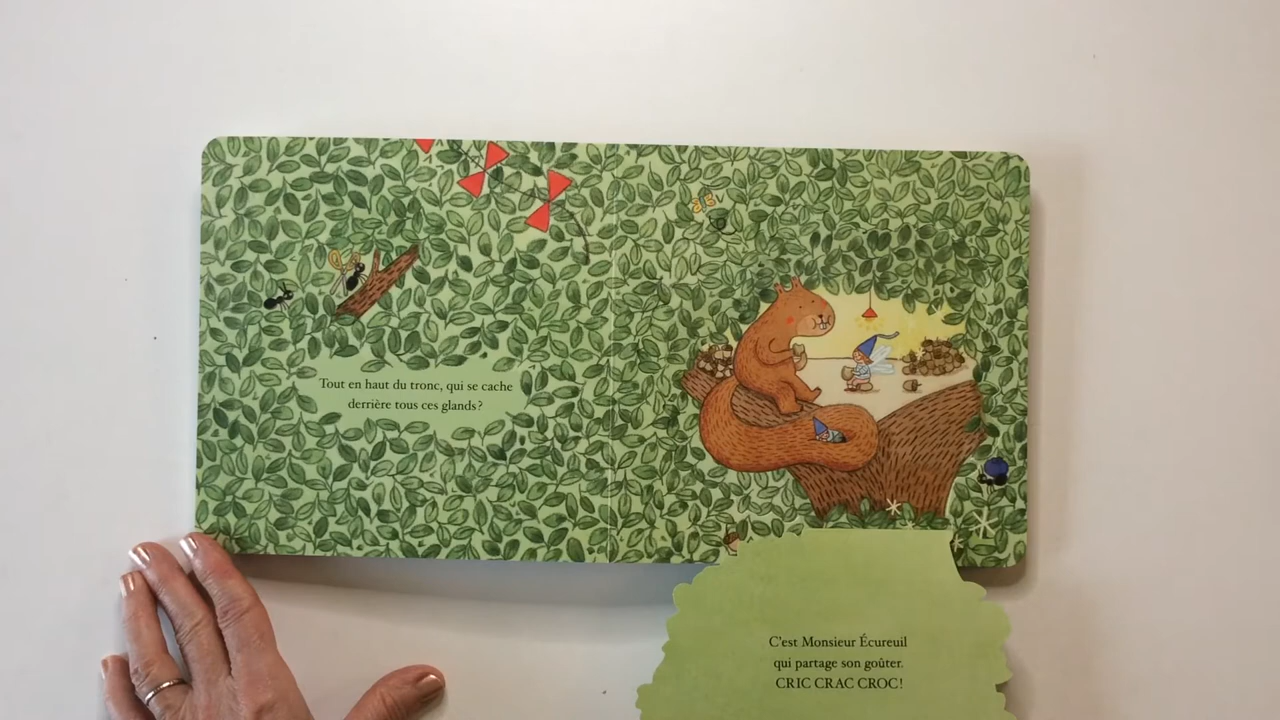 Tout en haut du tronc, qui se cache
derrière tous ces glands?
C'est Monsieur Écureuil
qui partage son goûter.
CRIC CRAC CROC!